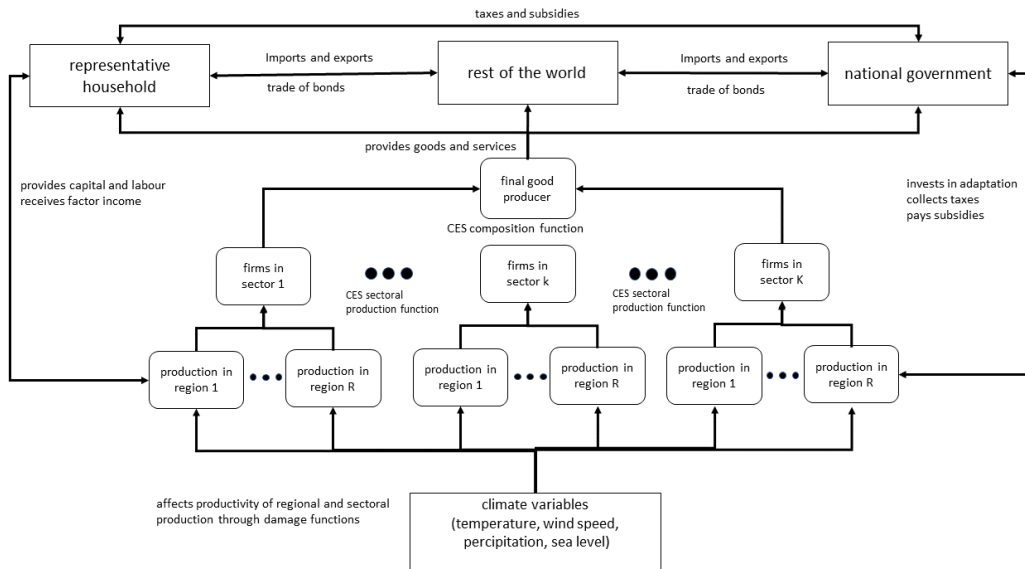 taxes and subsidies
representative
household
Imports and exports
trade of bonds
rest of the world
Imports and exports
trade of bonds
national government
provides goods and services
provides capital and labour
receives factor income
final good
producer
CES composition function
invests in adaptation
collects taxes
pays subsidies
firms in
sector 1
CES sectoral
production function
firms in
sector k
CES sectoral
production function
firms in
sector K
production in
region 1
production in
region R
production in
region 1
production in
region R
production in
region 1
production in
region R
affects productivity of regional and sectoral
production through damage functions
climate variables
(temperature, wind speed,
percipitation, sea level)